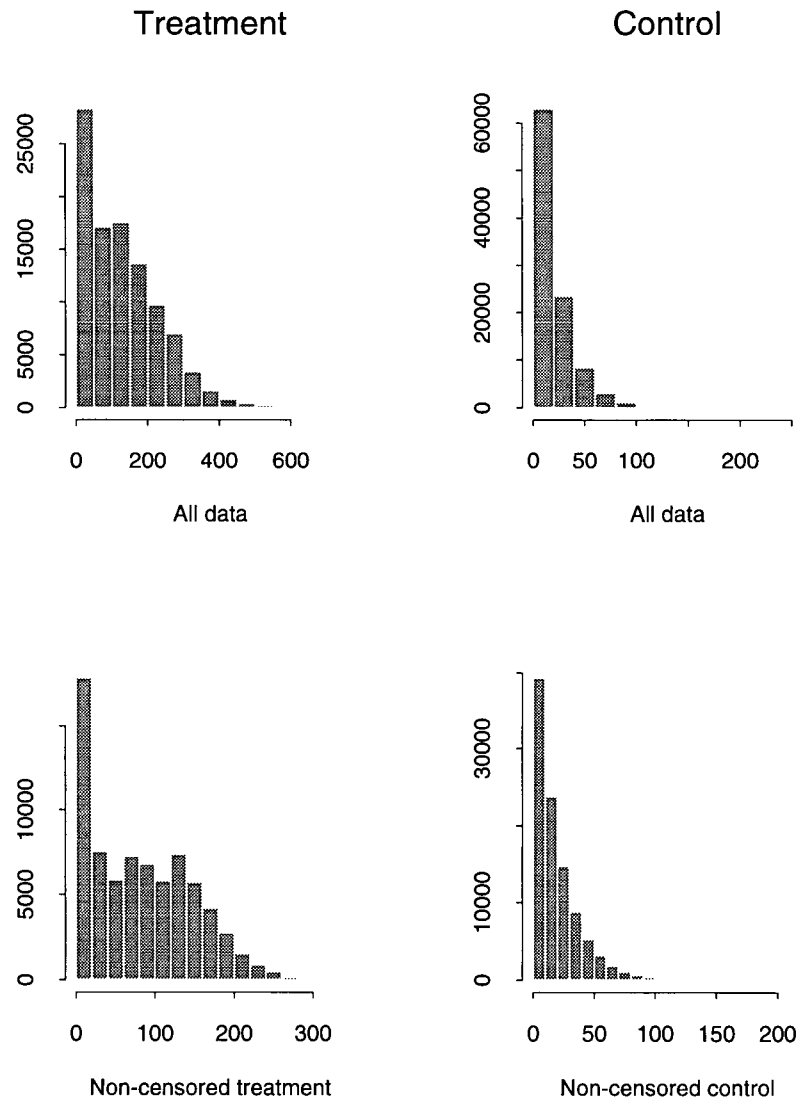 Treatment
Control
25000
15000
5000
0
0 200 400 600
All data
60000
40000
20000
0
0 50 100 200
All data
10000
5000
0
0 100 200 300
Non-censored treatment
30000
10000
0
0 50 100 150 200
Non-censored control